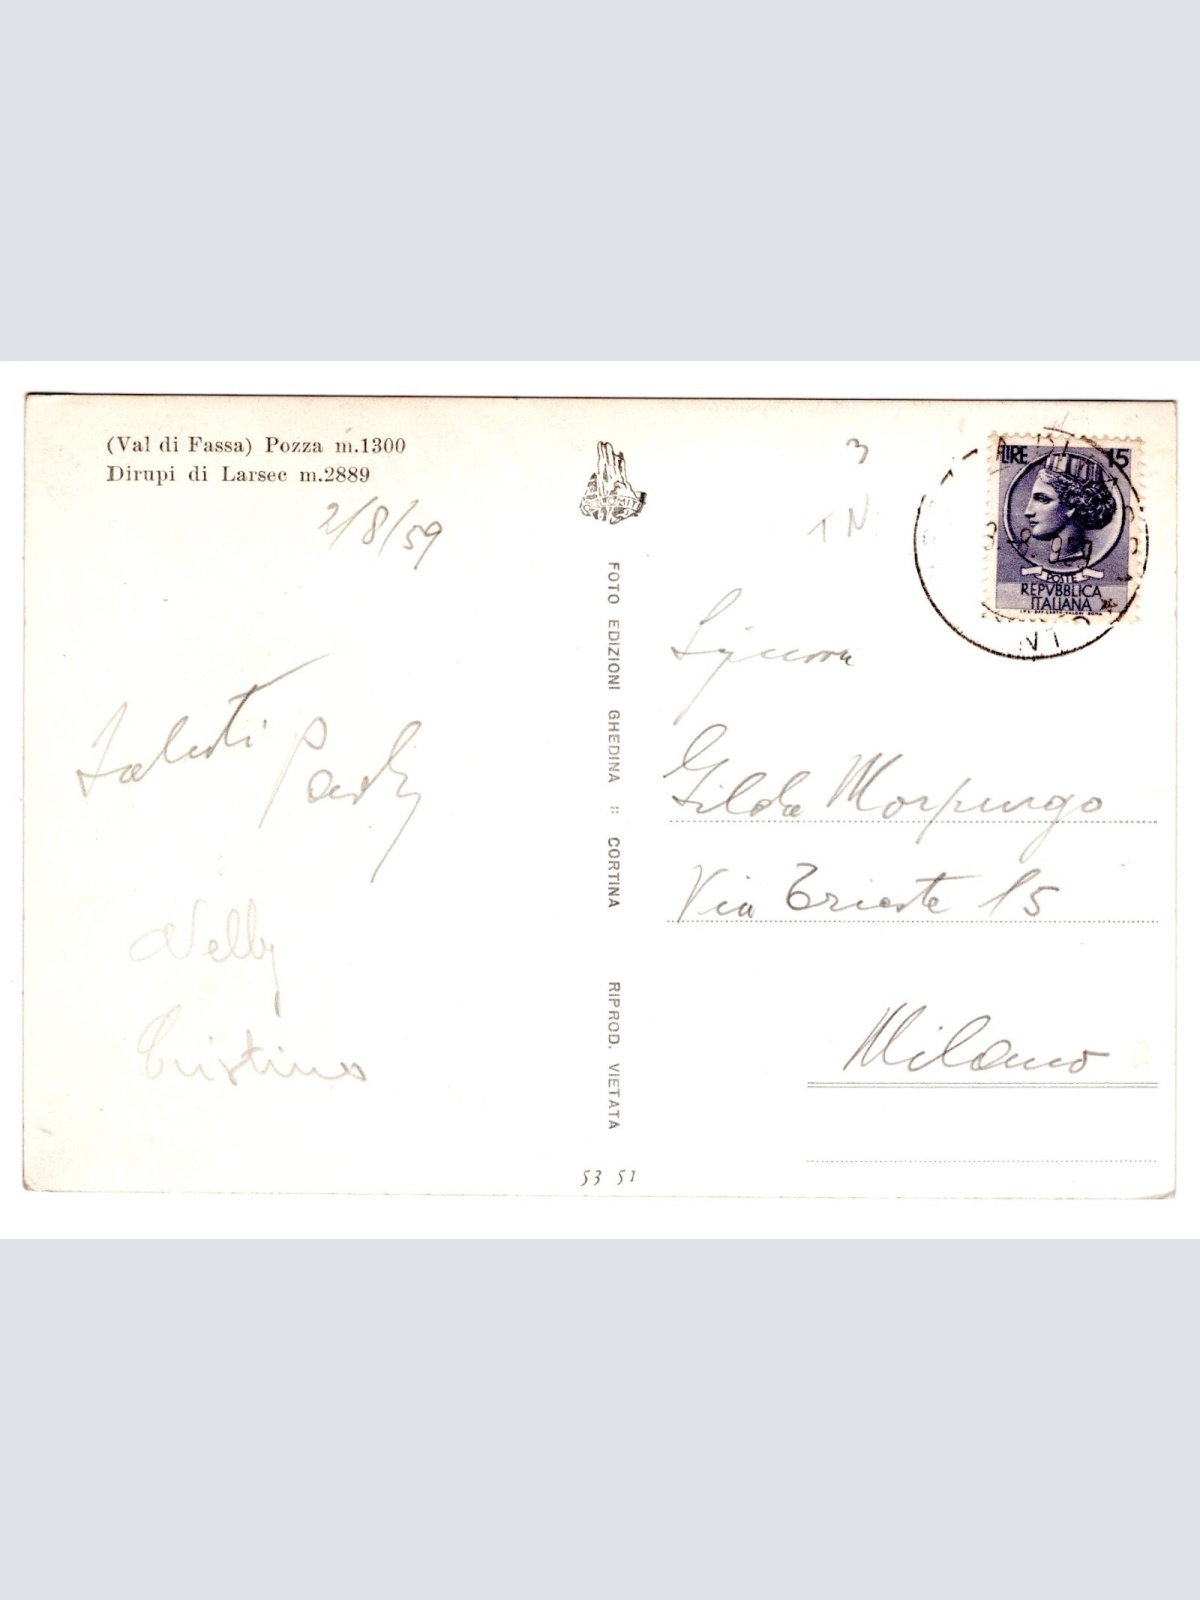 (Val di Fassa) Pozza m.1300
Dirupi di Larsec m.2889
2/8/59
Saluti
Nelly
Cristina
FOTO EDIZIONI GHEDINA :: CORTINA RIPROD. VIETATA
53 51
3
TN
LIRE 15
POSTE
REPVBBLICA
ITALIANA
Signora
Gilda Morpurgo
Via Trieste 15
Milano